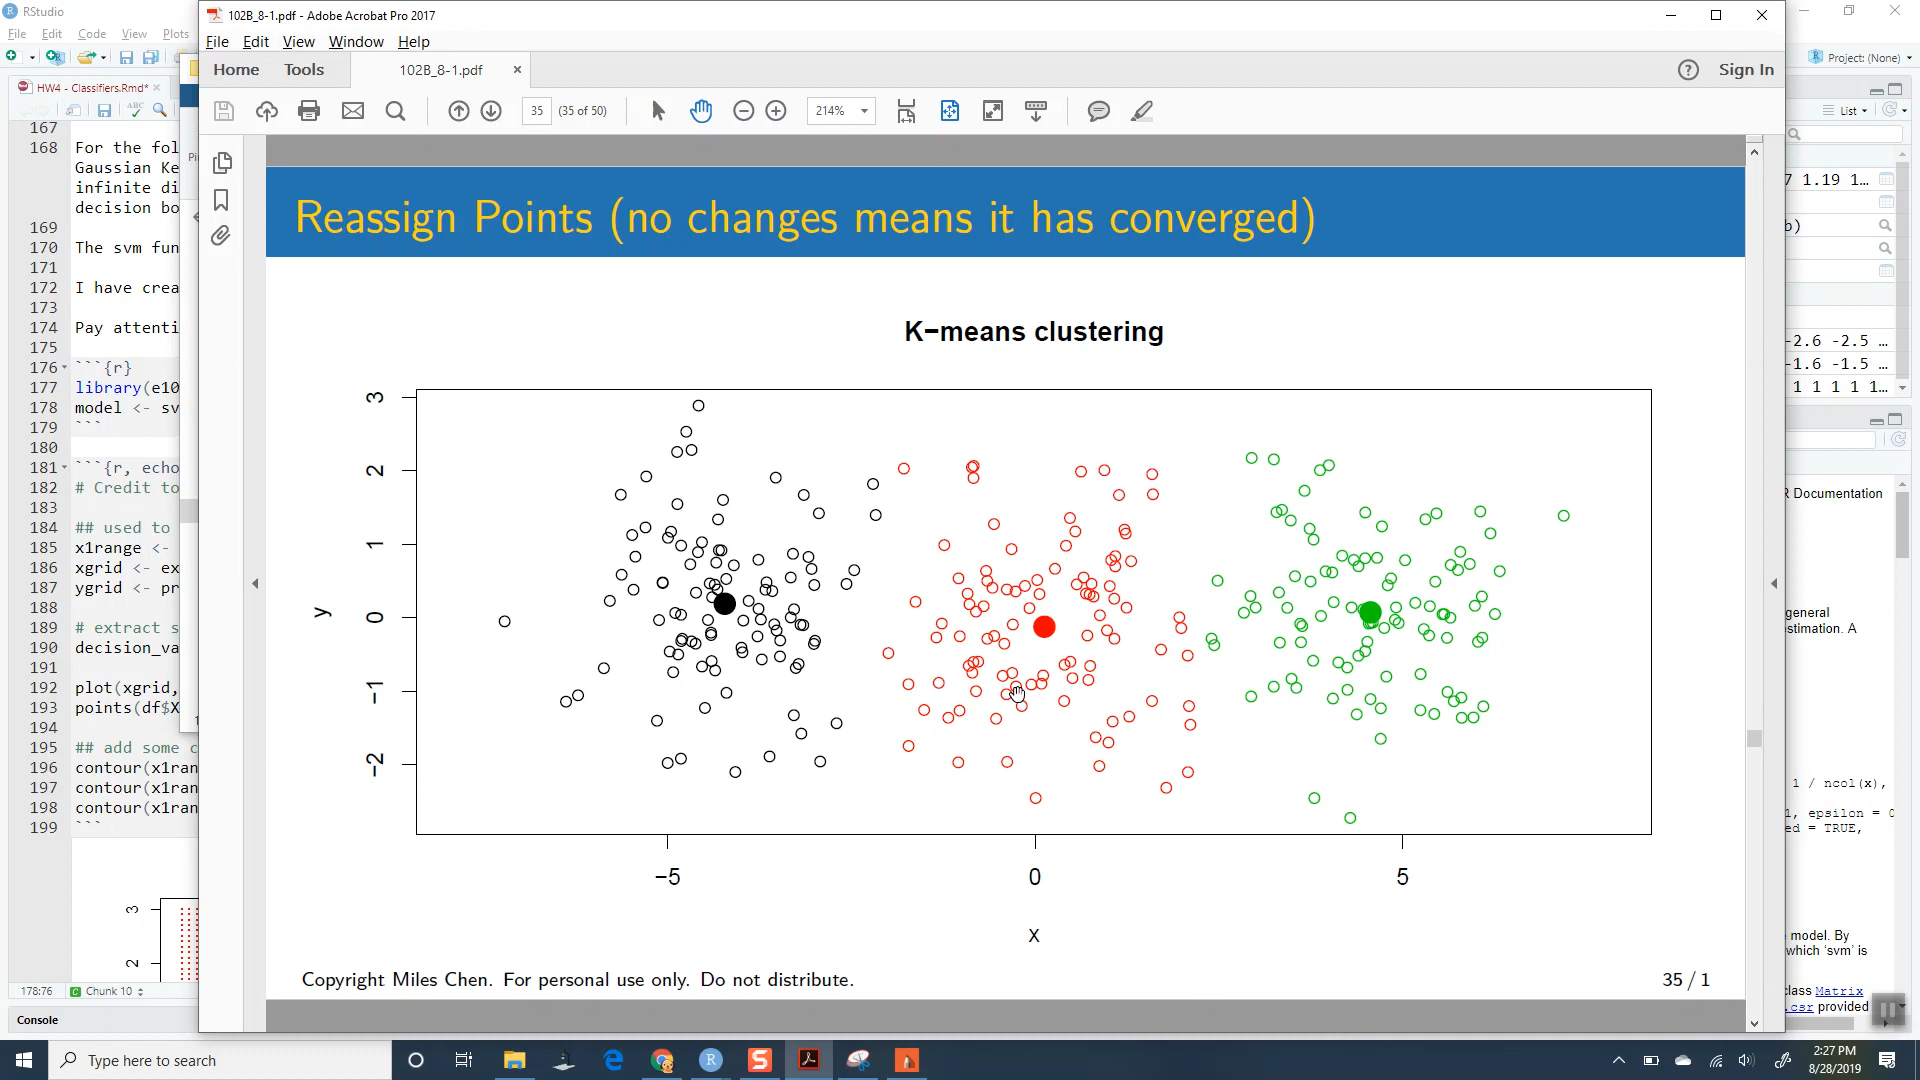 RStudio
File Edit Code View Plots
HW4 - Classifiers.Rmd*
ABC
167
168 For the fol
Gaussian Ke
infinite di
decision bo
169
170 The svm fun
171
172 I have crea
173
174 Pay attenti
175
176 ```{r}
177 library(e10
178 model <- sv
179 ```
180
181 ```{r, echo
182 # Credit to
183
184 ## used to
185 x1range <-
186 xgrid <- ex
187 ygrid <- pr
188
189 # extract s
190 decision_va
191
192 plot(xgrid,
193 points(df$X
194
195 ## add some c
196 contour(x1ran
197 contour(x1ran
198 contour(x1ran
199 ```
3
2
178:76 Chunk 10
Console
102B_8-1.pdf - Adobe Acrobat Pro 2017
File Edit View Window Help
Home Tools 102B_8-1.pdf × Sign In
35 (35 of 50) 214%
Reassign Points (no changes means it has converged)
K−means clustering
3
2
1
0
−1
−2
y
−5 0 5
X
Copyright Miles Chen. For personal use only. Do not distribute.
35 / 1
Project: (None)
List
7 1.19 1…
b)
-2.6 -2.5 …
-1.6 -1.5 …
1 1 1 1 1…
R Documentation
general
estimation. A
1 / ncol(x),
1, epsilon = 0
ed = TRUE,
model. By
which ‘svm’ is
class Matrix
.csr provided
Type here to search
2:27 PM
8/28/2019